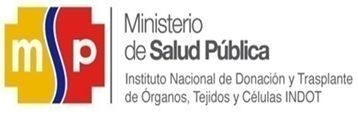 msp
Ministerio
de Salud Pública
Instituto Nacional de Donación y Trasplante
de Órganos, Tejidos y Células INDOT